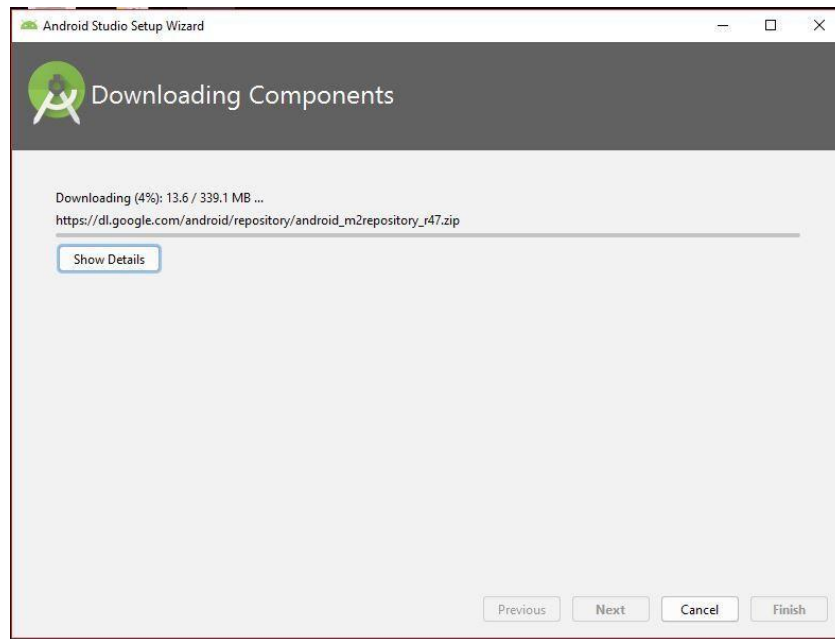 Android Studio Setup Wizard
Downloading Components
Downloading (4%): 13.6 / 339.1 MB ...
https://dl.google.com/android/repository/android_m2repository_r47.zip
Show Details
Previous Next Cancel Finish